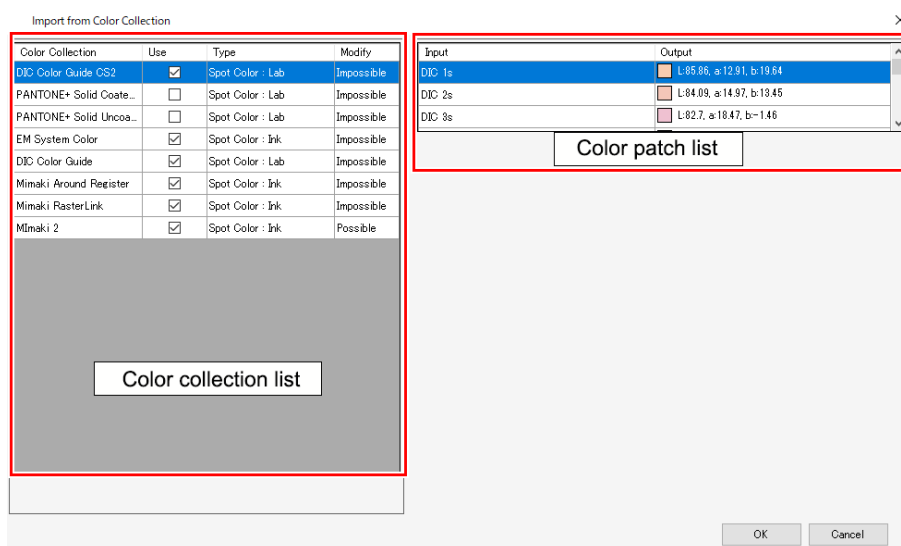 Import from Color Collection
Color Collection Use Type Modify
DIC Color Guide CS2 Spot Color : Lab Impossible
PANTONE+ Solid Coate... Spot Color : Lab Impossible
PANTONE+ Solid Uncoa... Spot Color : Lab Impossible
EM System Color Spot Color : Ink Impossible
DIC Color Guide Spot Color : Lab Impossible
Mimaki Around Register Spot Color : Ink Impossible
Mimaki RasterLink Spot Color : Ink Impossible
MImaki 2 Spot Color : Ink Possible
Color collection list
Input Output
DIC 1s L:85.86, a:12.91, b:19.64
DIC 2s L:84.09, a:14.97, b:13.45
DIC 3s L:82.7, a:18.47, b:-1.46
Color patch list
OK Cancel